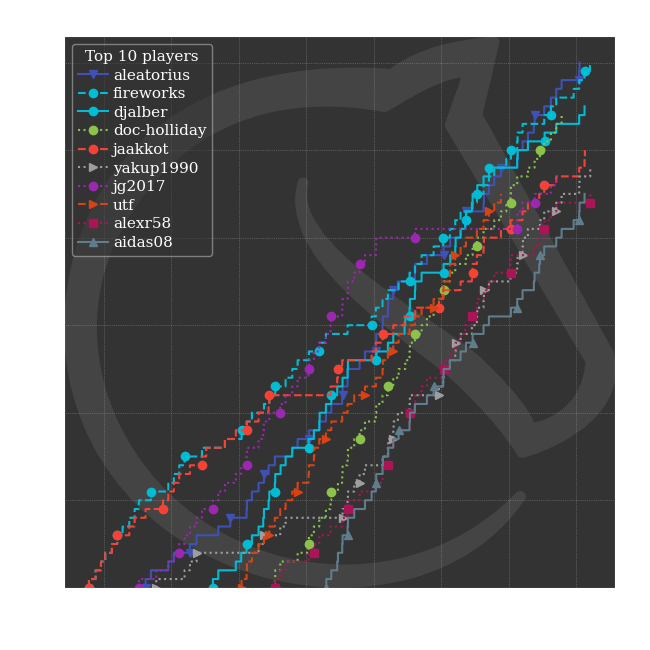 Top 10 players
aleatorius
fireworks
djalber
doc-holliday
jaakkot
yakup1990
jg2017
utf
alexr58
aidas08